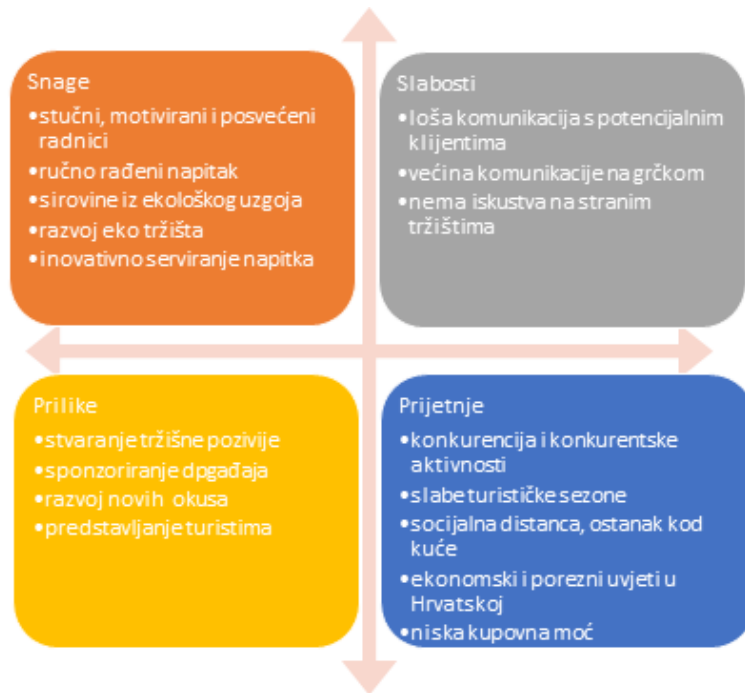 Snage
•stučni, motivirani i posvećeni
radnici
•ručno rađeni napitak
•sirovine iz ekološkog uzgoja
•razvoj eko tržišta
•inovativno serviranje napitka
Slabosti
•loša komunikacija s potencijalnim
klijentima
•većina komunikacije na grčkom
•nema iskustva na stranim
tržištima
Prilike
•stvaranje tržišne pozivije
•sponzoriranje dpgađaja
•razvoj novih okusa
•predstavljanje turistima
Prijetnje
•konkurencija i konkurentske
aktivnosti
•slabe turističke sezone
•socijalna distanca, ostanak kod
kuće
•ekonomski i porezni uvjeti u
Hrvatskoj
•niska kupovna moć